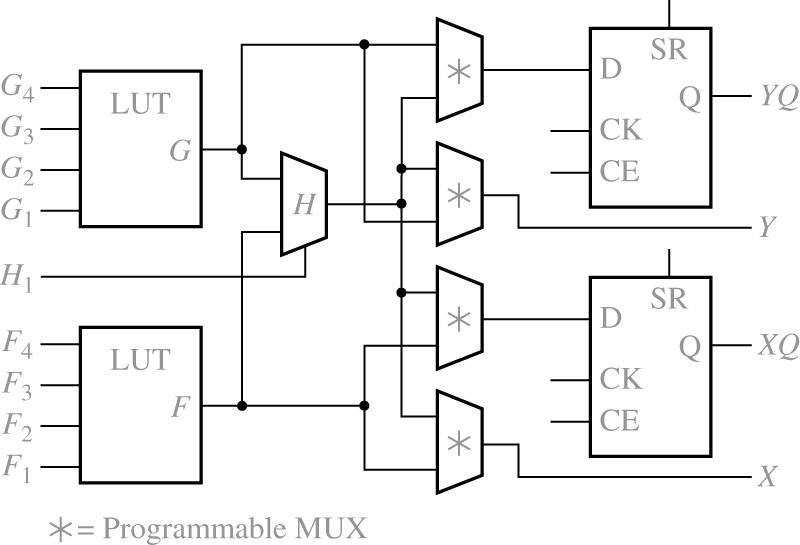 G4
G3
G2
G1
LUT
G
H1
H
F4
F3
F2
F1
LUT
F
*
*
*
*
SR
D
Q
CK
CE
YQ
Y
SR
D
Q
CK
CE
XQ
X
* = Programmable MUX